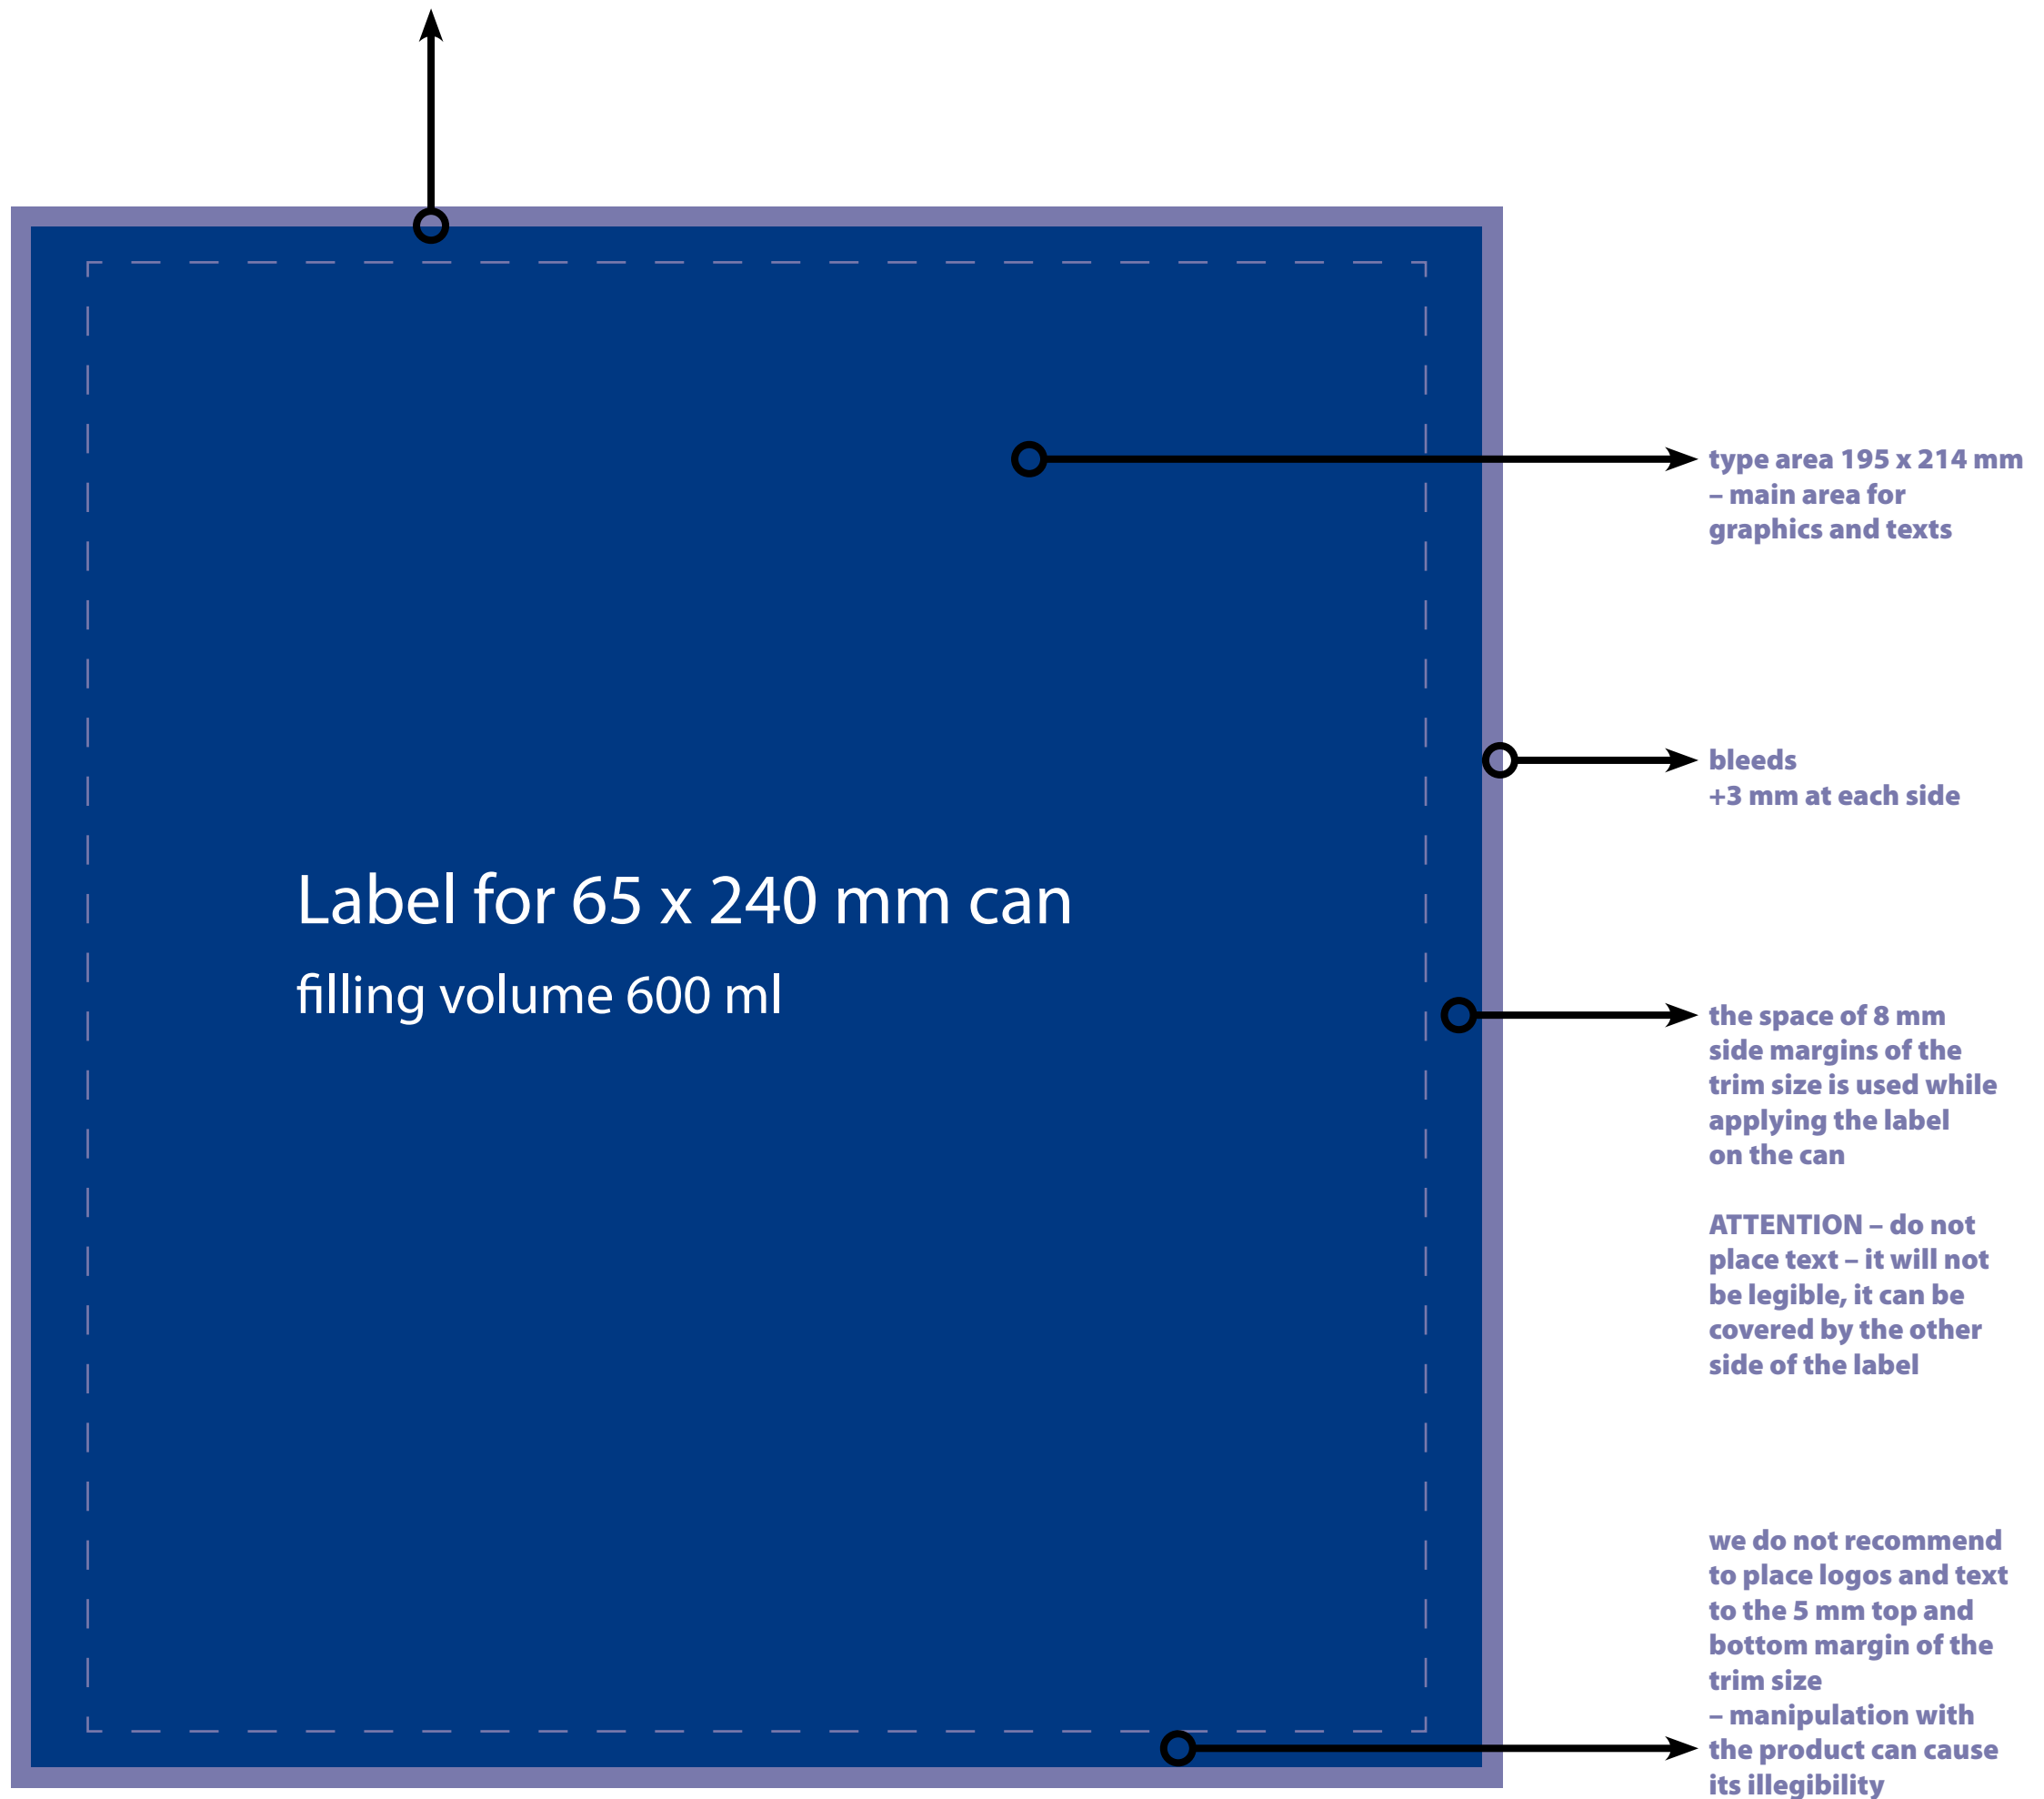 type area 195 x 214 mm
– main area for
graphics and texts
bleeds
+3 mm at each side
Label for 65 x 240 mm can
filling volume 600 ml
the space of 8 mm
side margins of the
trim size is used while
applying the label
on the can
ATTENTION – do not
place text – it will not
be legible, it can be
covered by the other
side of the label
we do not recommend
to place logos and text
to the 5 mm top and
bottom margin of the
trim size
– manipulation with
the product can cause
its illegibility